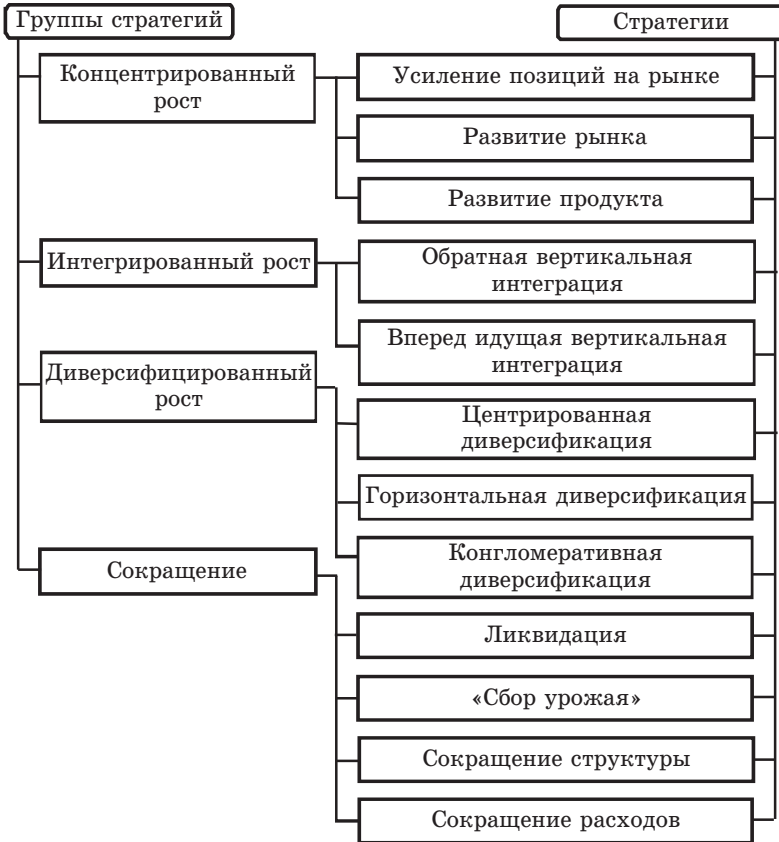 Группы стратегий
Стратегии
Концентрированный
рост
Усиление позиций на рынке
Развитие рынка
Развитие продукта
Интегрированный рост
Обратная вертикальная
интеграция
Вперед идущая вертикальная
интеграция
Диверсифицированный
рост
Центрированная
диверсификация
Горизонтальная диверсификация
Конгломеративная
диверсификация
Сокращение
Ликвидация
«Сбор урожая»
Сокращение структуры
Сокращение расходов